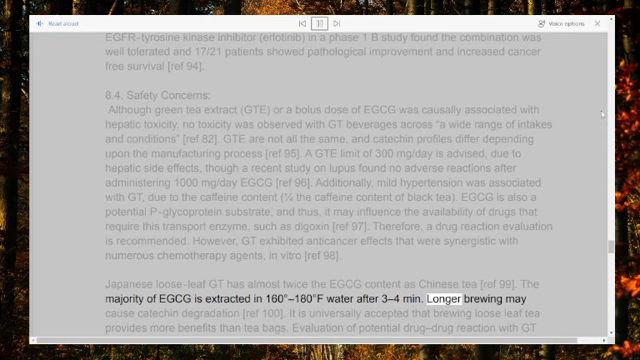 Read aloud
Voice options
EGFR-tyrosine kinase inhibitor (erlotinib) in a phase 1 B study found the combination was
well tolerated and 17/21 patients showed pathological improvement and increased cancer
free survival [ref 94].
8.4. Safety Concerns:
Although green tea extract (GTE) or a bolus dose of EGCG was causally associated with
hepatic toxicity, no toxicity was observed with GT beverages across “a wide range of intakes
and conditions” [ref 82]. GTE are not all the same, and catechin profiles differ depending
upon the manufacturing process [ref 95]. A GTE limit of 300 mg/day is advised, due to
hepatic side effects, though a recent study on lupus found no adverse reactions after
administering 1000 mg/day EGCG [ref 96]. Additionally, mild hypertension was associated
with GT, due to the caffeine content (¼ the caffeine content of black tea). EGCG is also a
potential P-glycoprotein substrate, and thus, it may influence the availability of drugs that
require this transport enzyme, such as digoxin [ref 97]. Therefore, a drug reaction evaluation
is recommended. However, GT exhibited anticancer effects that were synergistic with
numerous chemotherapy agents, in vitro [ref 98].
Japanese loose-leaf GT has almost twice the EGCG content as Chinese tea [ref 99]. The
majority of EGCG is extracted in 160°–180°F water after 3–4 min. Longer brewing may
cause catechin degradation [ref 100]. It is universally accepted that brewing loose leaf tea
provides more benefits than tea bags. Evaluation of potential drug–drug reaction with GT